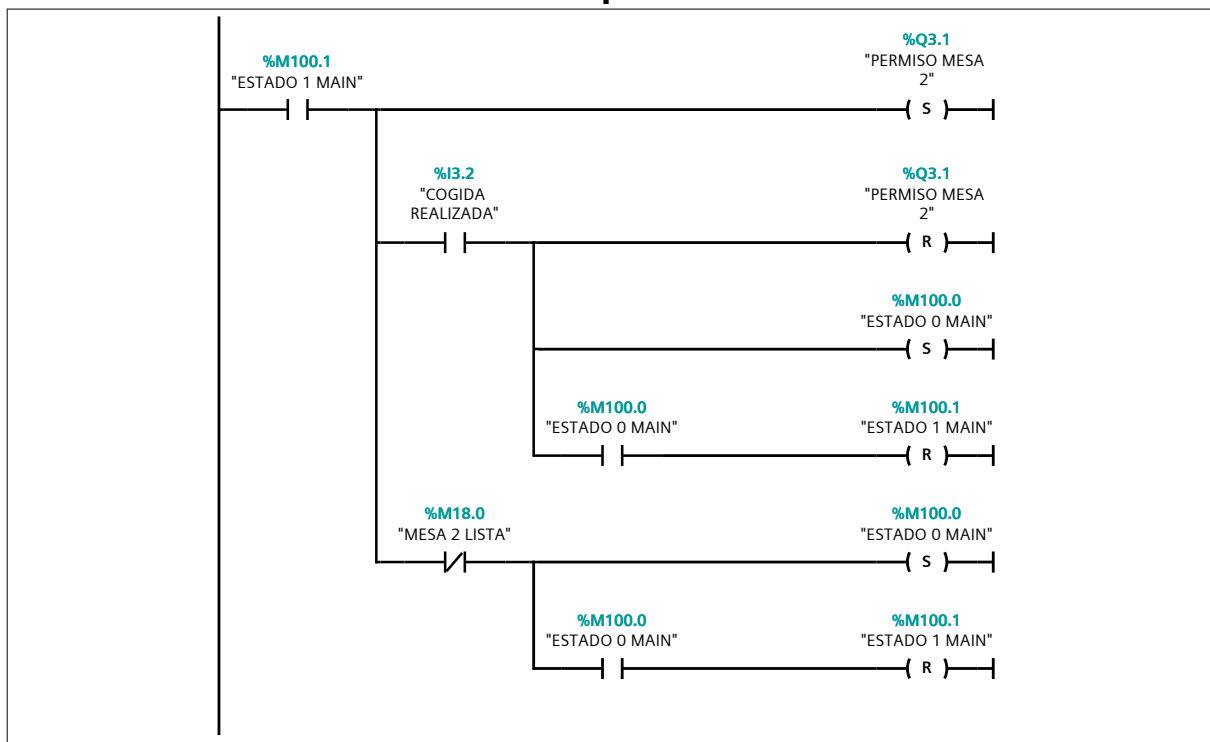 %M100.1
"ESTADO 1 MAIN"
%Q3.1
"PERMISO MESA
2"
S
%I3.2
"COGIDA
REALIZADA"
%Q3.1
"PERMISO MESA
2"
R
%M100.0
"ESTADO 0 MAIN"
S
%M100.0
"ESTADO 0 MAIN"
%M100.1
"ESTADO 1 MAIN"
R
%M18.0
"MESA 2 LISTA"
%M100.0
"ESTADO 0 MAIN"
S
%M100.0
"ESTADO 0 MAIN"
%M100.1
"ESTADO 1 MAIN"
R